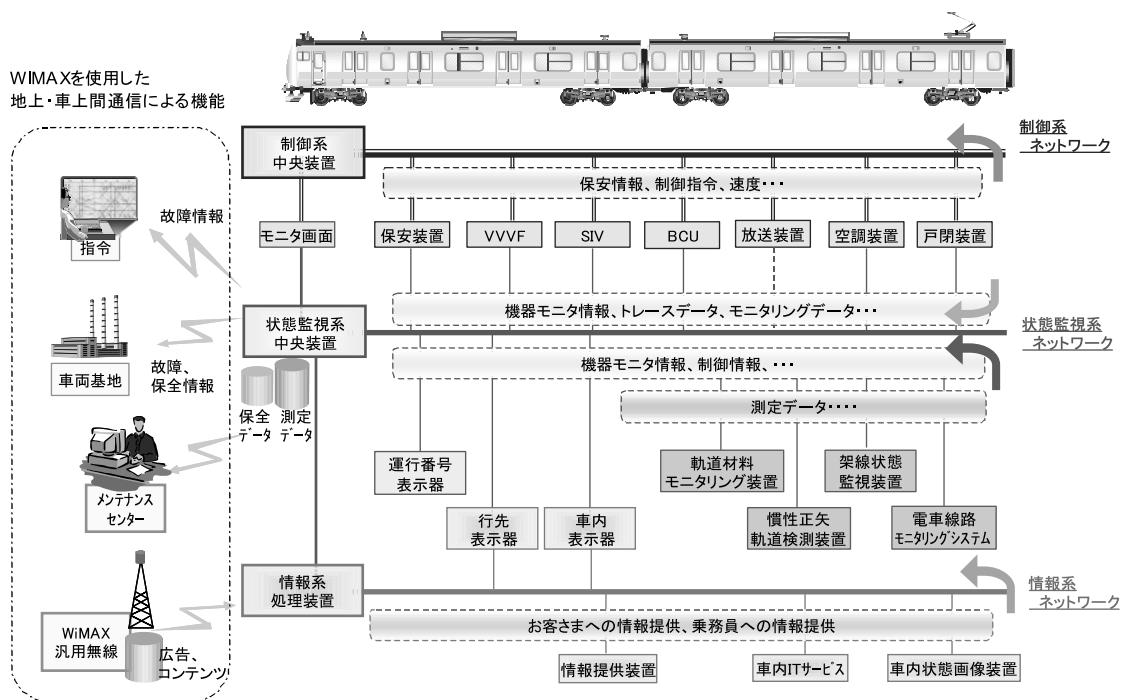 WIMAXを使用した
地上・車上間通信による機能
制御系
中央装置
制御系
ネットワーク
保安情報、制御指令、速度・・・
故障情報
指令
モニタ画面
保安装置
VVVF
SIV
BCU
放送装置
空調装置
戸閉装置
機器モニタ情報、トレースデータ、モニタリングデータ・・・
状態監視系
中央装置
状態監視系
ネットワーク
車両基地
故障、
保全情報
機器モニタ情報、制御情報、・・・
保全
データ
測定
データ
測定データ・・・・
運行番号
表示器
軌道材料
モニタリング装置
架線状態
監視装置
メンテナンス
センター
行先
表示器
車内
表示器
慣性正矢
軌道検測装置
電車線路
モニタリングシステム
情報系
処理装置
情報系
ネットワーク
WiMAX
汎用無線
広告、
コンテンツ
お客さまへの情報提供、乗務員への情報提供
情報提供装置
車内ITサービス
車内状態画像装置